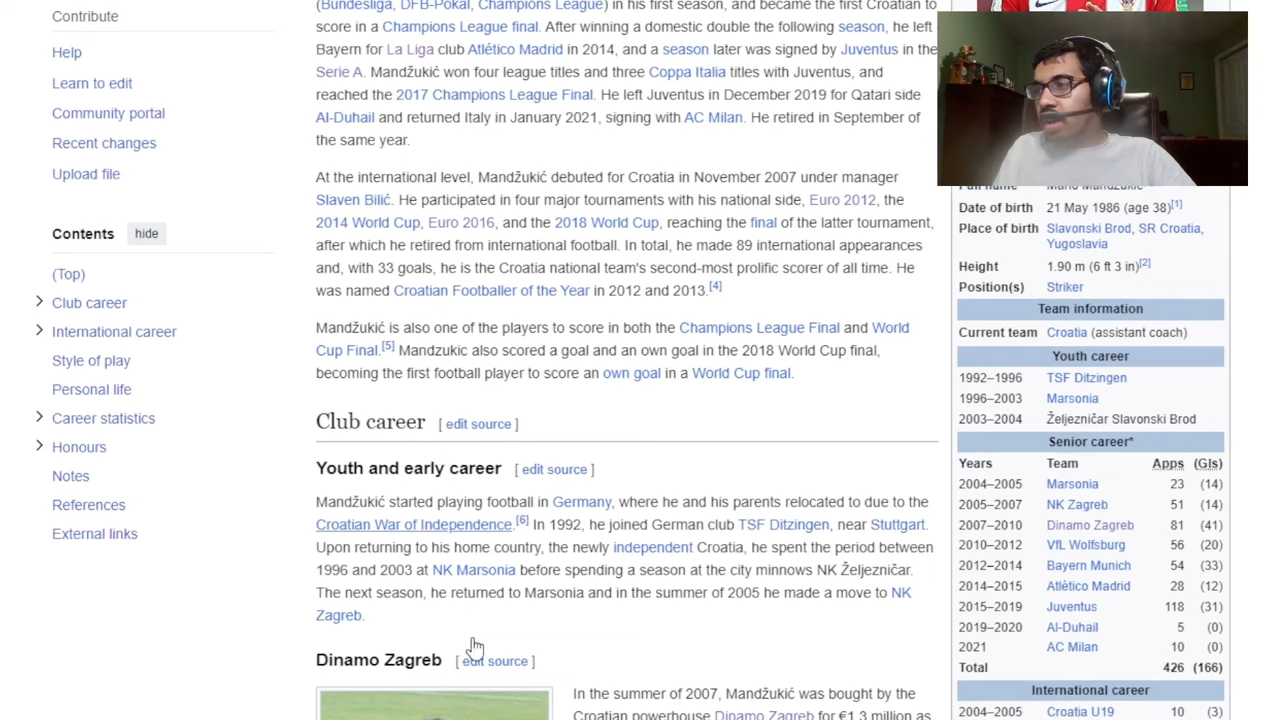 Contribute
Help
Learn to edit
Community portal
Recent changes
Upload file
Contents hide
(Top)
Club career
International career
Style of play
Personal life
Career statistics
Honours
Notes
References
External links
(Bundesliga, DFB-Pokal, Champions League) in his first season, and became the first Croatian to
score in a Champions League final. After winning a domestic double the following season, he left
Bayern for La Liga club Atlético Madrid in 2014, and a season later was signed by Juventus in the
Serie A. Mandžukić won four league titles and three Coppa Italia titles with Juventus, and
reached the 2017 Champions League Final. He left Juventus in December 2019 for Qatari side
Al-Duhail and returned Italy in January 2021, signing with AC Milan. He retired in September of
the same year.
At the international level, Mandžukić debuted for Croatia in November 2007 under manager
Slaven Bilić. He participated in four major tournaments with his national side, Euro 2012, the
2014 World Cup, Euro 2016, and the 2018 World Cup, reaching the final of the latter tournament,
after which he retired from international football. In total, he made 89 international appearances
and, with 33 goals, he is the Croatia national team's second-most prolific scorer of all time. He
was named Croatian Footballer of the Year in 2012 and 2013.[4]
Mandžukić is also one of the players to score in both the Champions League Final and World
Cup Final.[5] Mandzukic also scored a goal and an own goal in the 2018 World Cup final,
becoming the first football player to score an own goal in a World Cup final.
Club career [ edit source ]
Youth and early career [ edit source ]
Mandžukić started playing football in Germany, where he and his parents relocated to due to the
Croatian War of Independence.[6] In 1992, he joined German club TSF Ditzingen, near Stuttgart.
Upon returning to his home country, the newly independent Croatia, he spent the period between
1996 and 2003 at NK Marsonia before spending a season at the city minnows NK Željezničar.
The next season, he returned to Marsonia and in the summer of 2005 he made a move to NK
Zagreb.
Dinamo Zagreb [ edit source ]
In the summer of 2007, Mandžukić was bought by the
Croatian powerhouse Dinamo Zagreb for €1.3 million as
Full name Mario Mandžukić
Date of birth 21 May 1986 (age 38)[1]
Place of birth Slavonski Brod, SR Croatia,
Yugoslavia
Height 1.90 m (6 ft 3 in)[2]
Position(s) Striker
Team information
Current team Croatia (assistant coach)
Youth career
1992–1996 TSF Ditzingen
1996–2003 Marsonia
2003–2004 Željezničar Slavonski Brod
Senior career*
Years Team Apps (Gls)
2004–2005 Marsonia 23 (14)
2005–2007 NK Zagreb 51 (14)
2007–2010 Dinamo Zagreb 81 (41)
2010–2012 VfL Wolfsburg 56 (20)
2012–2014 Bayern Munich 54 (33)
2014–2015 Atlético Madrid 28 (12)
2015–2019 Juventus 118 (31)
2019–2020 Al-Duhail 5 (0)
2021 AC Milan 10 (0)
Total 426 (166)
International career
2004–2005 Croatia U19 10 (3)